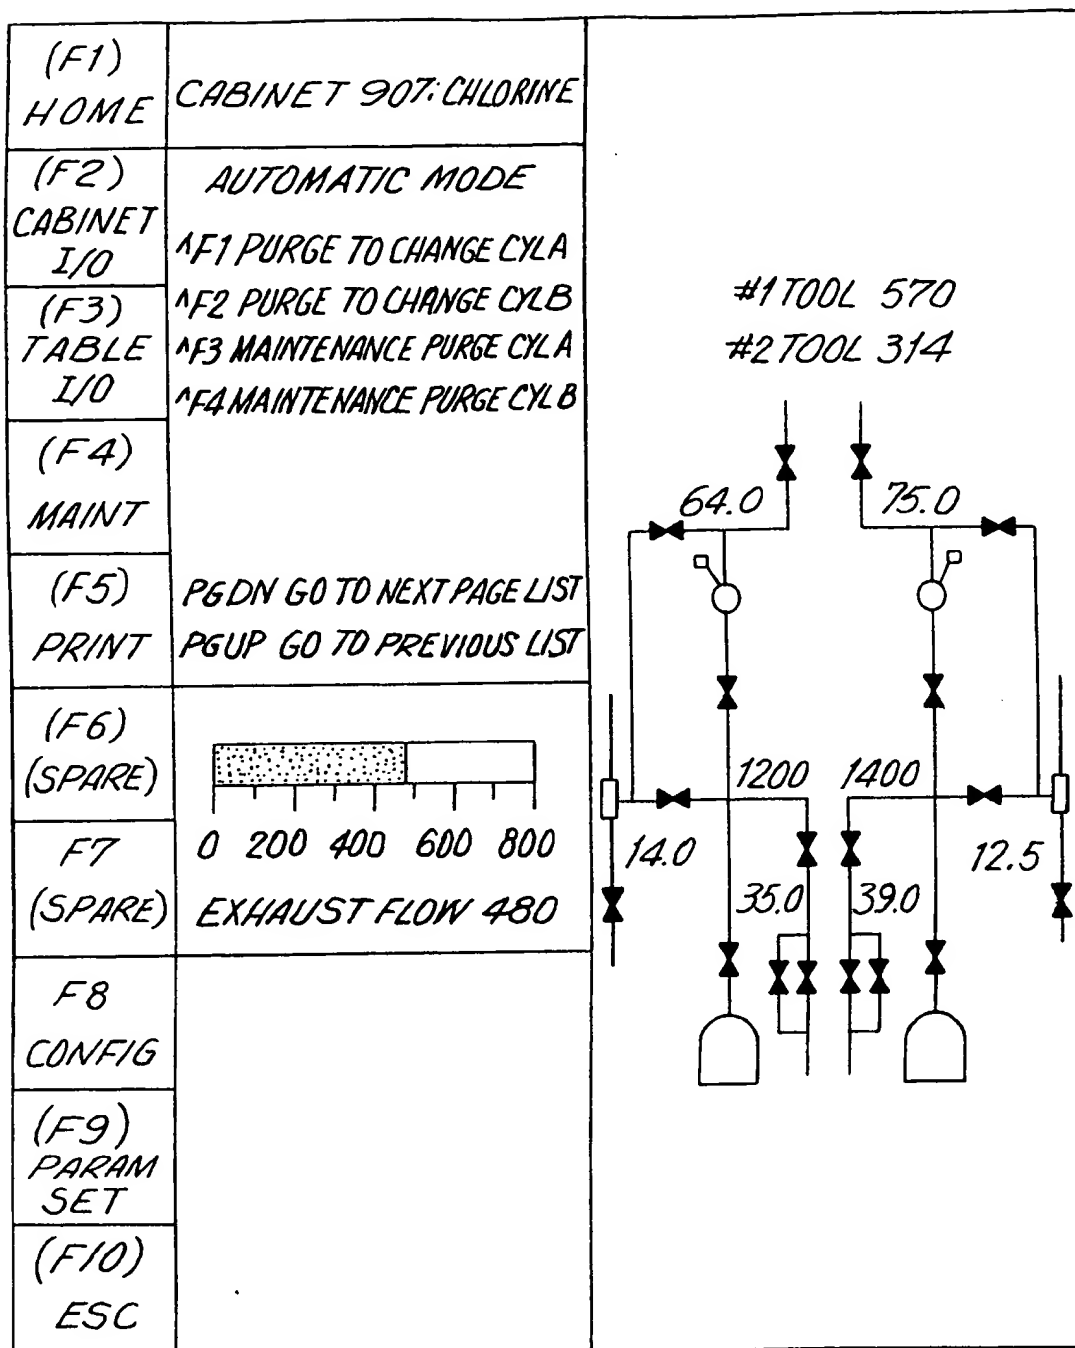 (F1)
HOME
CABINET 907: CHLORINE
(F2)
CABINET
I/O
(F3)
TABLE
I/O
(F4)
MAINT
(F5)
PRINT
(F6)
(SPARE)
F7
(SPARE)
F8
CONFIG
(F9)
PARAM
SET
(F10)
ESC
AUTOMATIC MODE
^F1 PURGE TO CHANGE CYL A
^F2 PURGE TO CHANGE CYL B
^F3 MAINTENANCE PURGE CYL A
^F4 MAINTENANCE PURGE CYL B
PGDN GO TO NEXT PAGE LIST
PGUP GO TO PREVIOUS LIST
0 200 400 600 800
EXHAUST FLOW 480
#1 TOOL 570
#2 TOOL 314
64.0 75.0
1200 1400
14.0 12.5
35.0 39.0